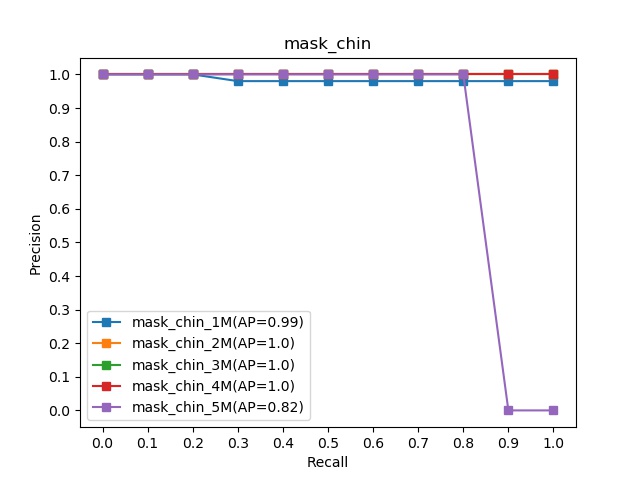 mask_chin
1.0
0.9
0.8
0.7
0.6
0.5
0.4
0.3
0.2
0.1
0.0
Precision
mask_chin_1M(AP=0.99)
mask_chin_2M(AP=1.0)
mask_chin_3M(AP=1.0)
mask_chin_4M(AP=1.0)
mask_chin_5M(AP=0.82)
0.0 0.1 0.2 0.3 0.4 0.5 0.6 0.7 0.8 0.9 1.0
Recall